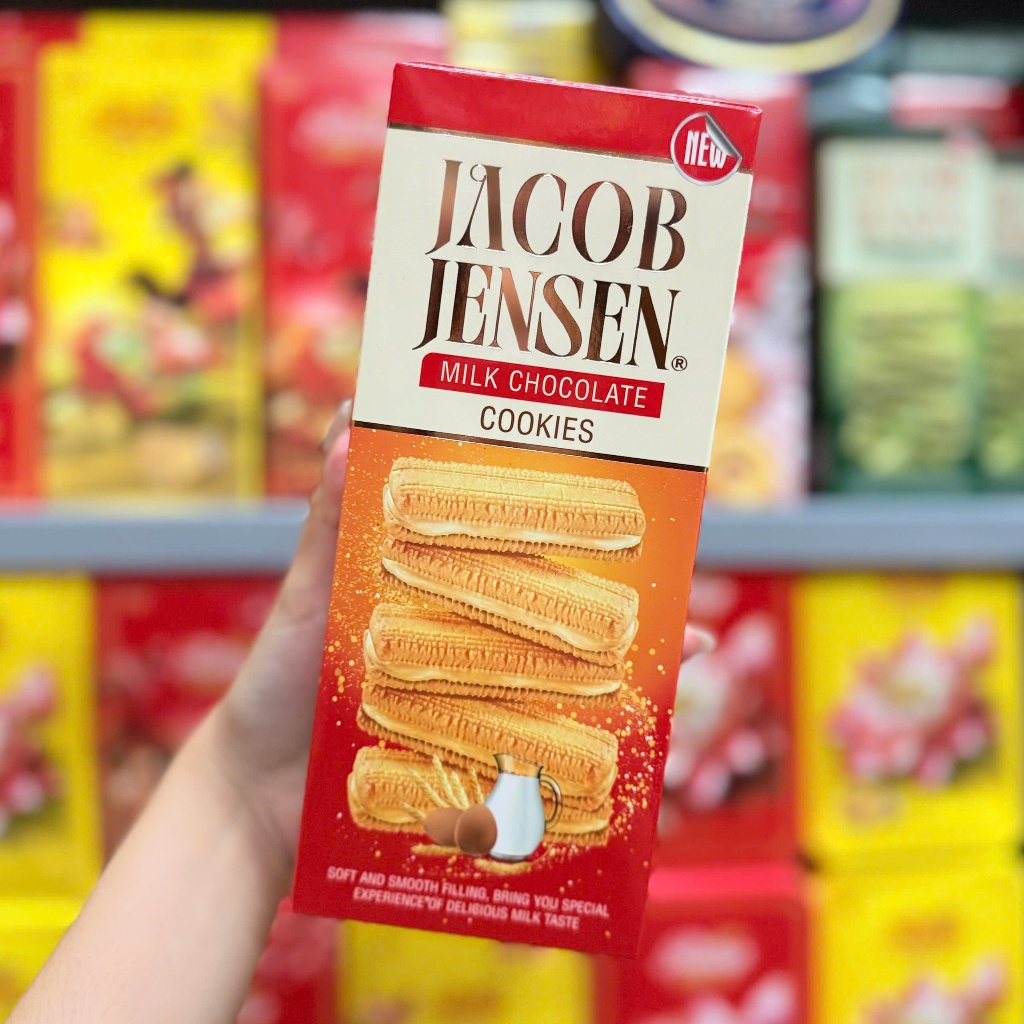 NEW
JACOB
JENSEN®
MILK CHOCOLATE
COOKIES
SOFT AND SMOOTH FILLING, BRING YOU SPECIAL
EXPERIENCE OF DELICIOUS MILK TASTE